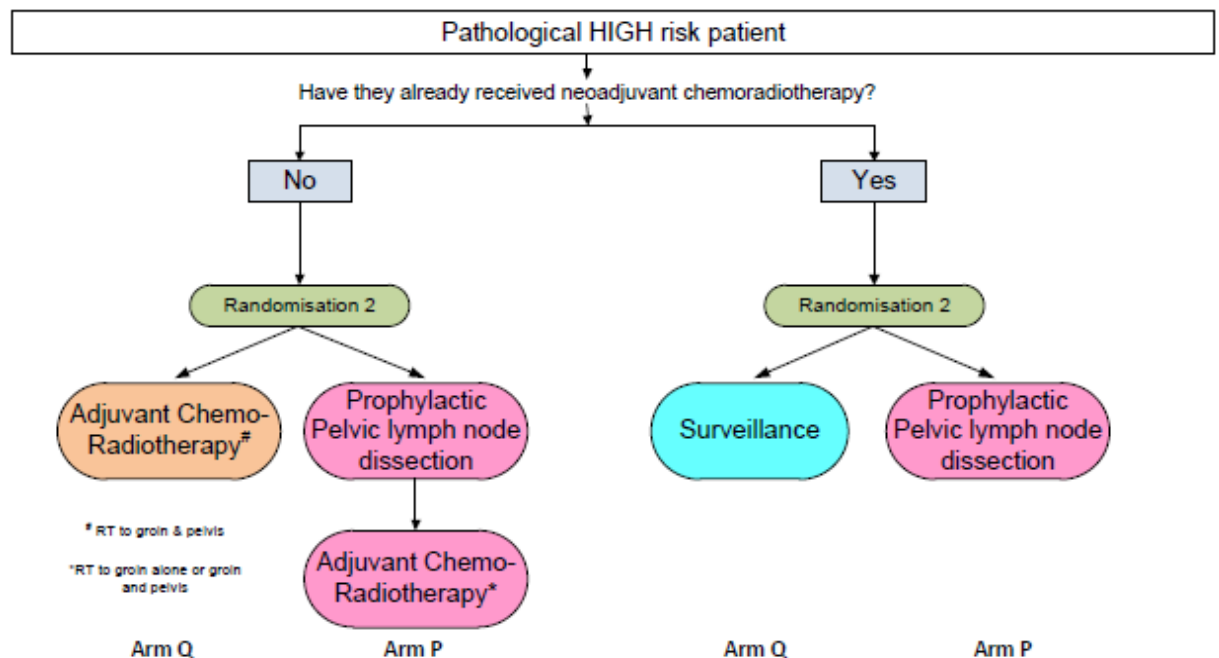 Pathological HIGH risk patient
Have they already received neoadjuvant chemoradiotherapy?
No
Yes
Randomisation 2
Randomisation 2
Adjuvant Chemo-
Radiotherapy#
Prophylactic
Pelvic lymph node
dissection
Surveillance
Prophylactic
Pelvic lymph node
dissection
# RT to groin & pelvis
*RT to groin alone or groin
and pelvis
Adjuvant Chemo-
Radiotherapy*
Arm Q
Arm P
Arm Q
Arm P